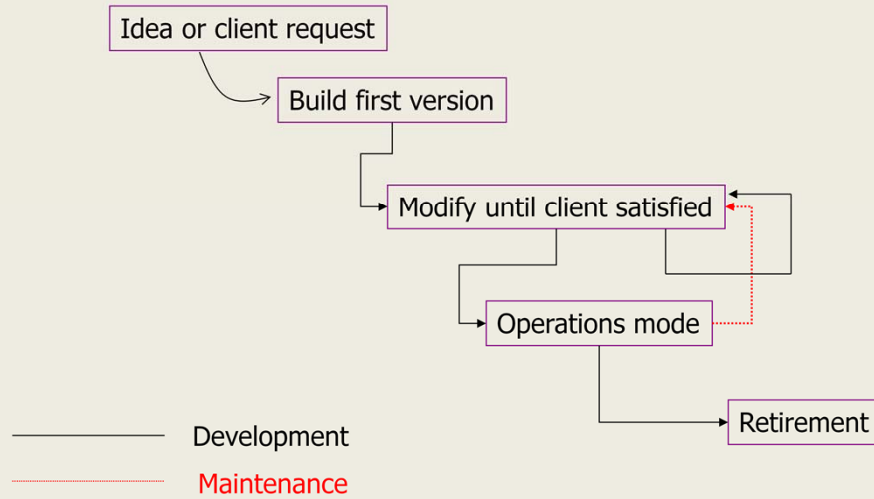 Idea or client request
Build first version
Modify until client satisfied
Operations mode
Retirement
Development
Maintenance